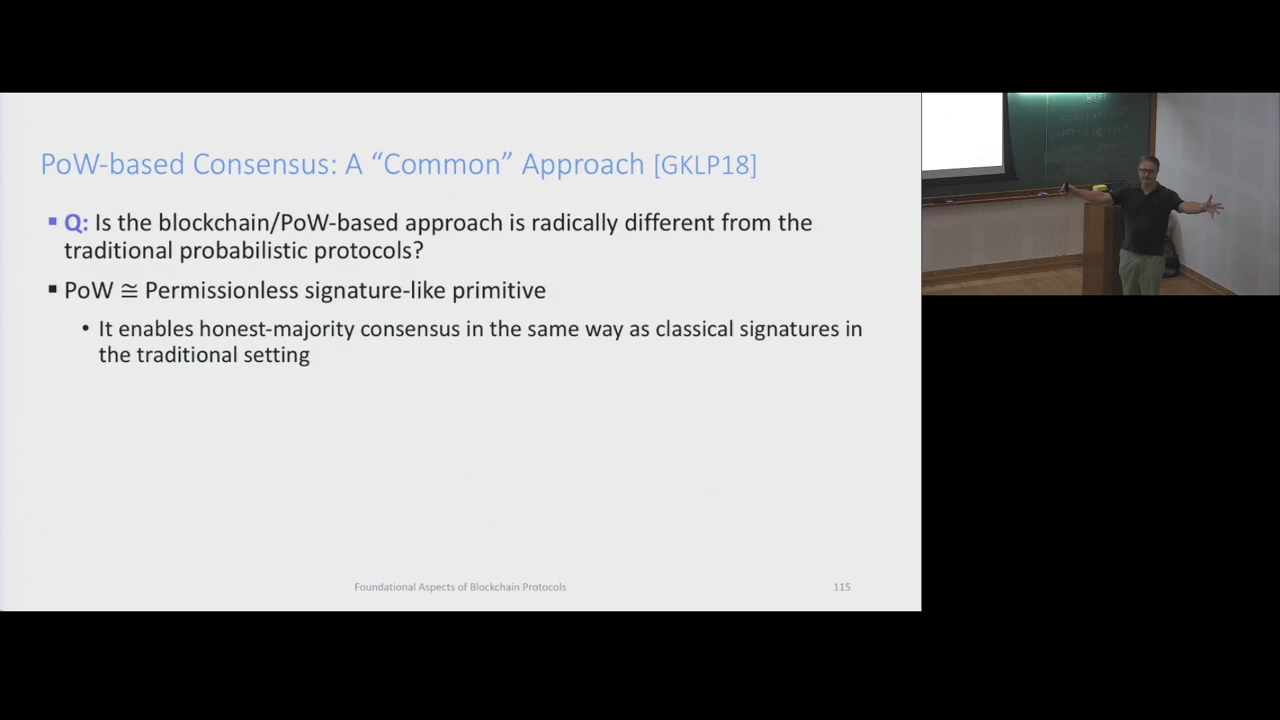 PoW-based Consensus: A “Common” Approach [GKLP18]
▪ Q: Is the blockchain/PoW-based approach is radically different from the
traditional probabilistic protocols?
▪ PoW ≅ Permissionless signature-like primitive
• It enables honest-majority consensus in the same way as classical signatures in
the traditional setting
Foundational Aspects of Blockchain Protocols
115